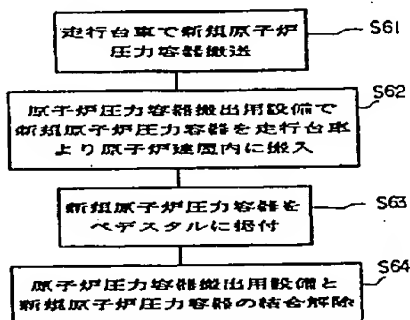 走行台車で新規原子炉
圧力容器搬送
S61
原子炉圧力容器搬出用設備で
新規原子炉圧力容器を走行台車
より原子炉建屋内に搬入
S62
新規原子炉圧力容器を
ペデスタルに据付
S63
原子炉圧力容器搬出用設備と
新規原子炉圧力容器の結合解除
S64